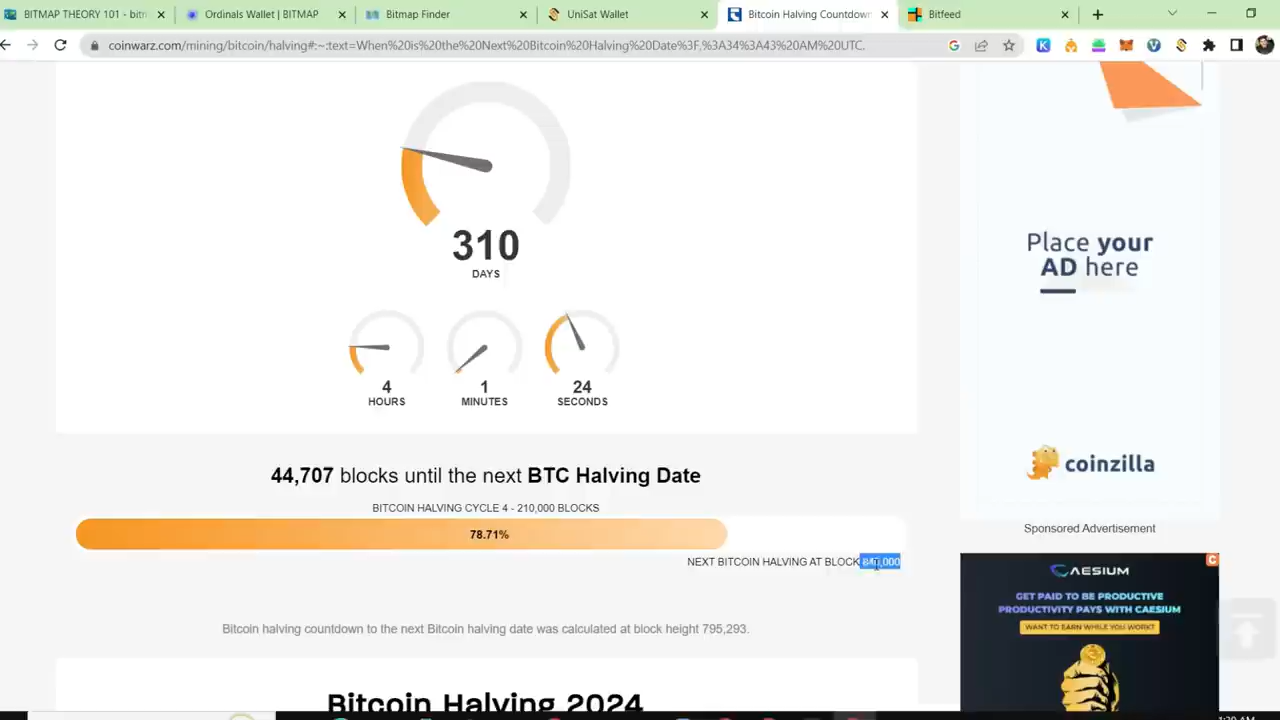 BITMAP THEORY 101 - bitm
Ordinals Wallet | BITMAP
Bitmap Finder
UniSat Wallet
Bitcoin Halving Countdown
Bitfeed
coinwarz.com/mining/bitcoin/halving#:~:text=When%20is%20the%20Next%20Bitcoin%20Halving%20Date%3F,%3A34%3A43%20AM%20UTC.
310
DAYS
4
HOURS
1
MINUTES
24
SECONDS
44,707 blocks until the next BTC Halving Date
BITCOIN HALVING CYCLE 4 - 210,000 BLOCKS
78.71%
NEXT BITCOIN HALVING AT BLOCK 840,000
Bitcoin halving countdown to the next Bitcoin halving date was calculated at block height 795,293.
Bitcoin Halving 2024
Place your
AD here
coinzilla
Sponsored Advertisement
CAESIUM
GET PAID TO BE PRODUCTIVE
PRODUCTIVITY PAYS WITH CAESIUM
WANT TO EARN WHILE YOU WORK?